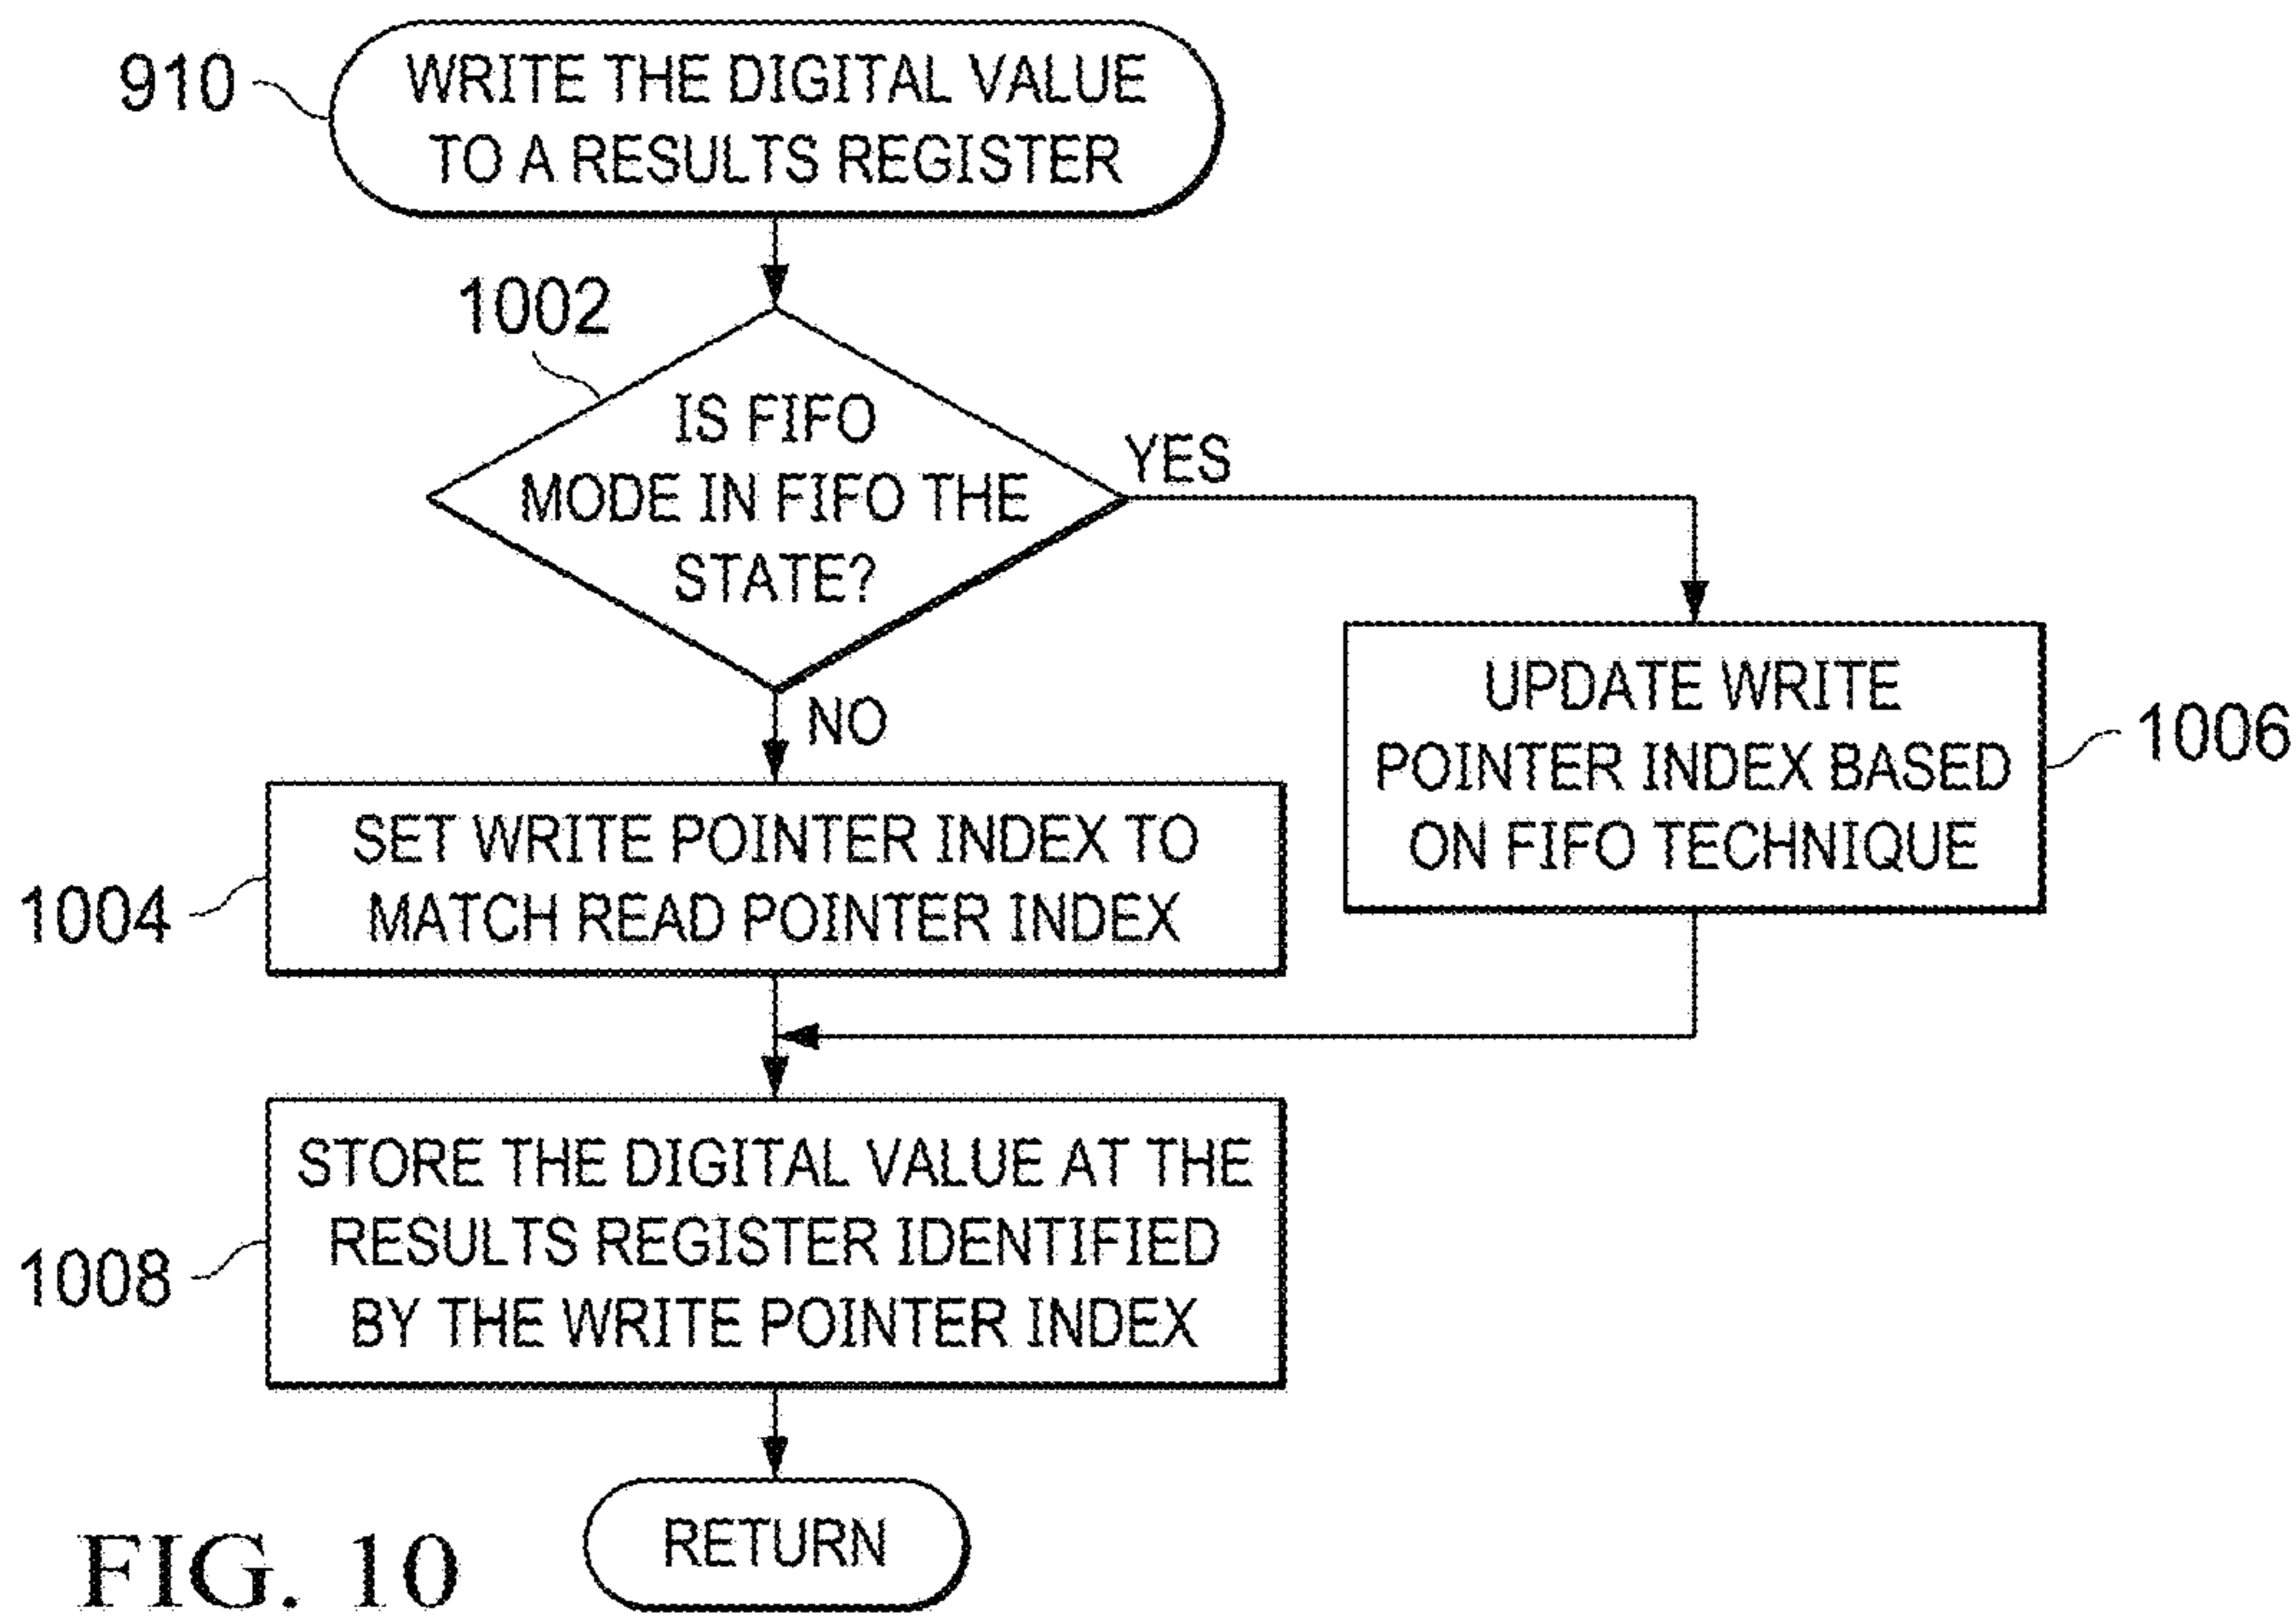 910
WRITE THE DIGITAL VALUE
TO A RESULTS REGISTER
1002
IS FIFO
MODE IN FIFO THE
STATE?
YES
NO
UPDATE WRITE
POINTER INDEX BASED
ON FIFO TECHNIQUE
1006
SET WRITE POINTER INDEX TO
MATCH READ POINTER INDEX
1004
STORE THE DIGITAL VALUE AT THE
RESULTS REGISTER IDENTIFIED
BY THE WRITE POINTER INDEX
1008
RETURN
FIG. 10